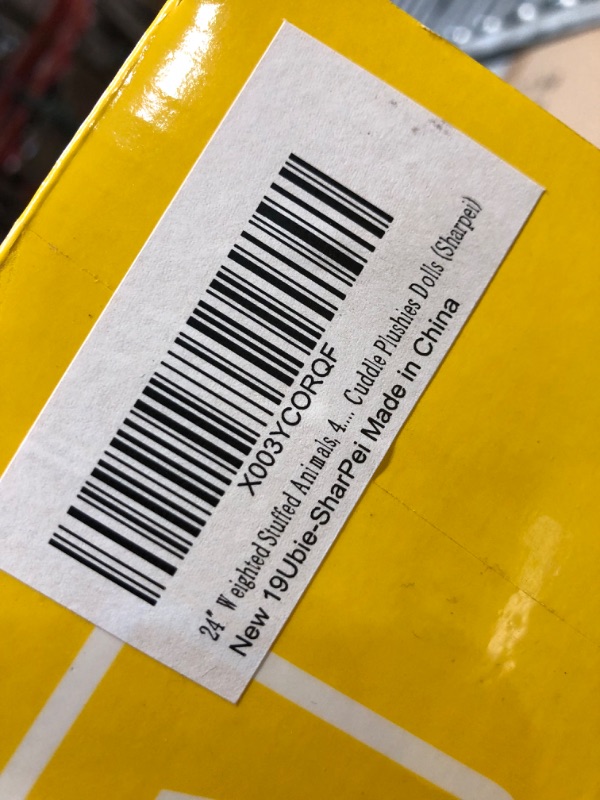 X003YCORQF
24" Weighted Stuffed Animals, 4.... Cuddle Plushies Dolls (Sharpei)
New 19Ubie-SharPei Made in China